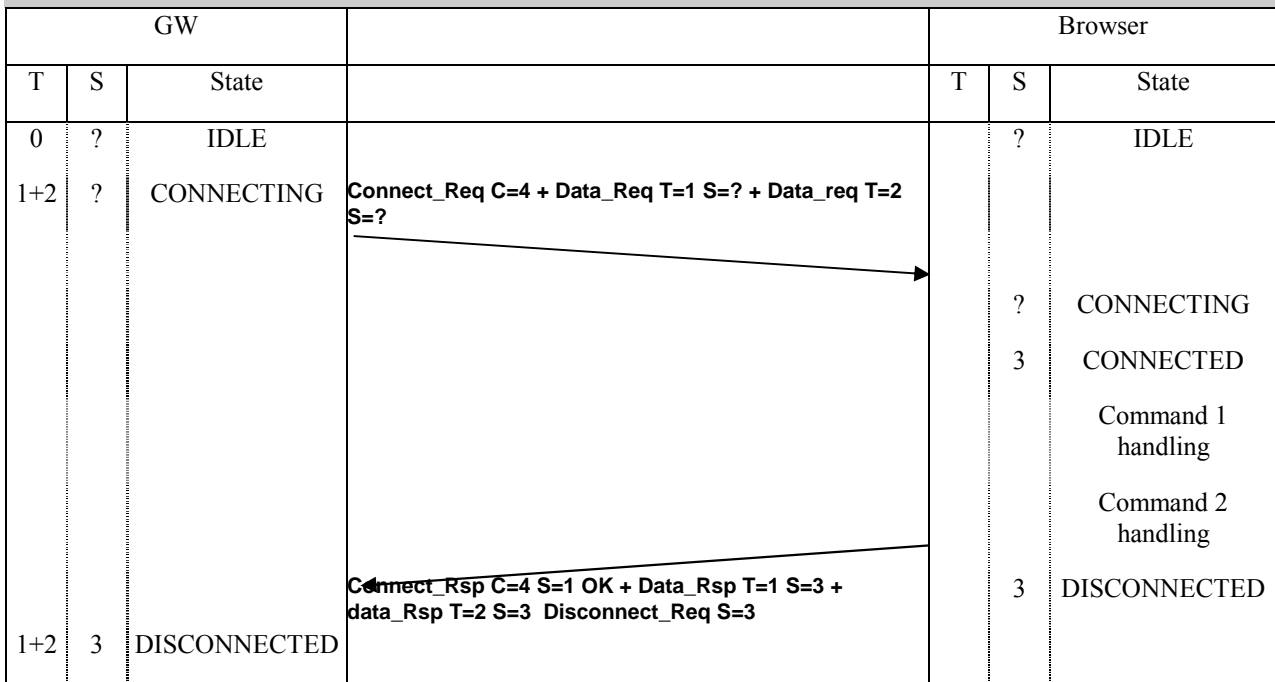 GW Browser
T S State T S State
0 ? IDLE ? IDLE
1+2 ? CONNECTING Connect_Req C=4 + Data_Req T=1 S=? + Data_req T=2
S=?
? CONNECTING
3 CONNECTED
Command 1
handling
Command 2
handling
Connect_Rsp C=4 S=1 OK + Data_Rsp T=1 S=3 + 3 DISCONNECTED
data_Rsp T=2 S=3 Disconnect_Req S=3
1+2 3 DISCONNECTED